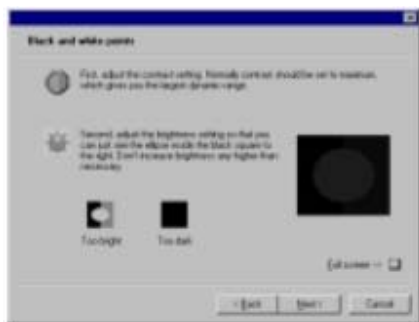 Black and white points
First, adjust the contrast setting. Normally contrast should be set to maximum,
which gives you the largest dynamic range.
Second, adjust the brightness setting so that you
can just see the ellipse inside the black square to
the right. Don't increase brightness any higher than
necessary.
Too bright
Too dark
Full screen -->
< Back
Next >
Cancel